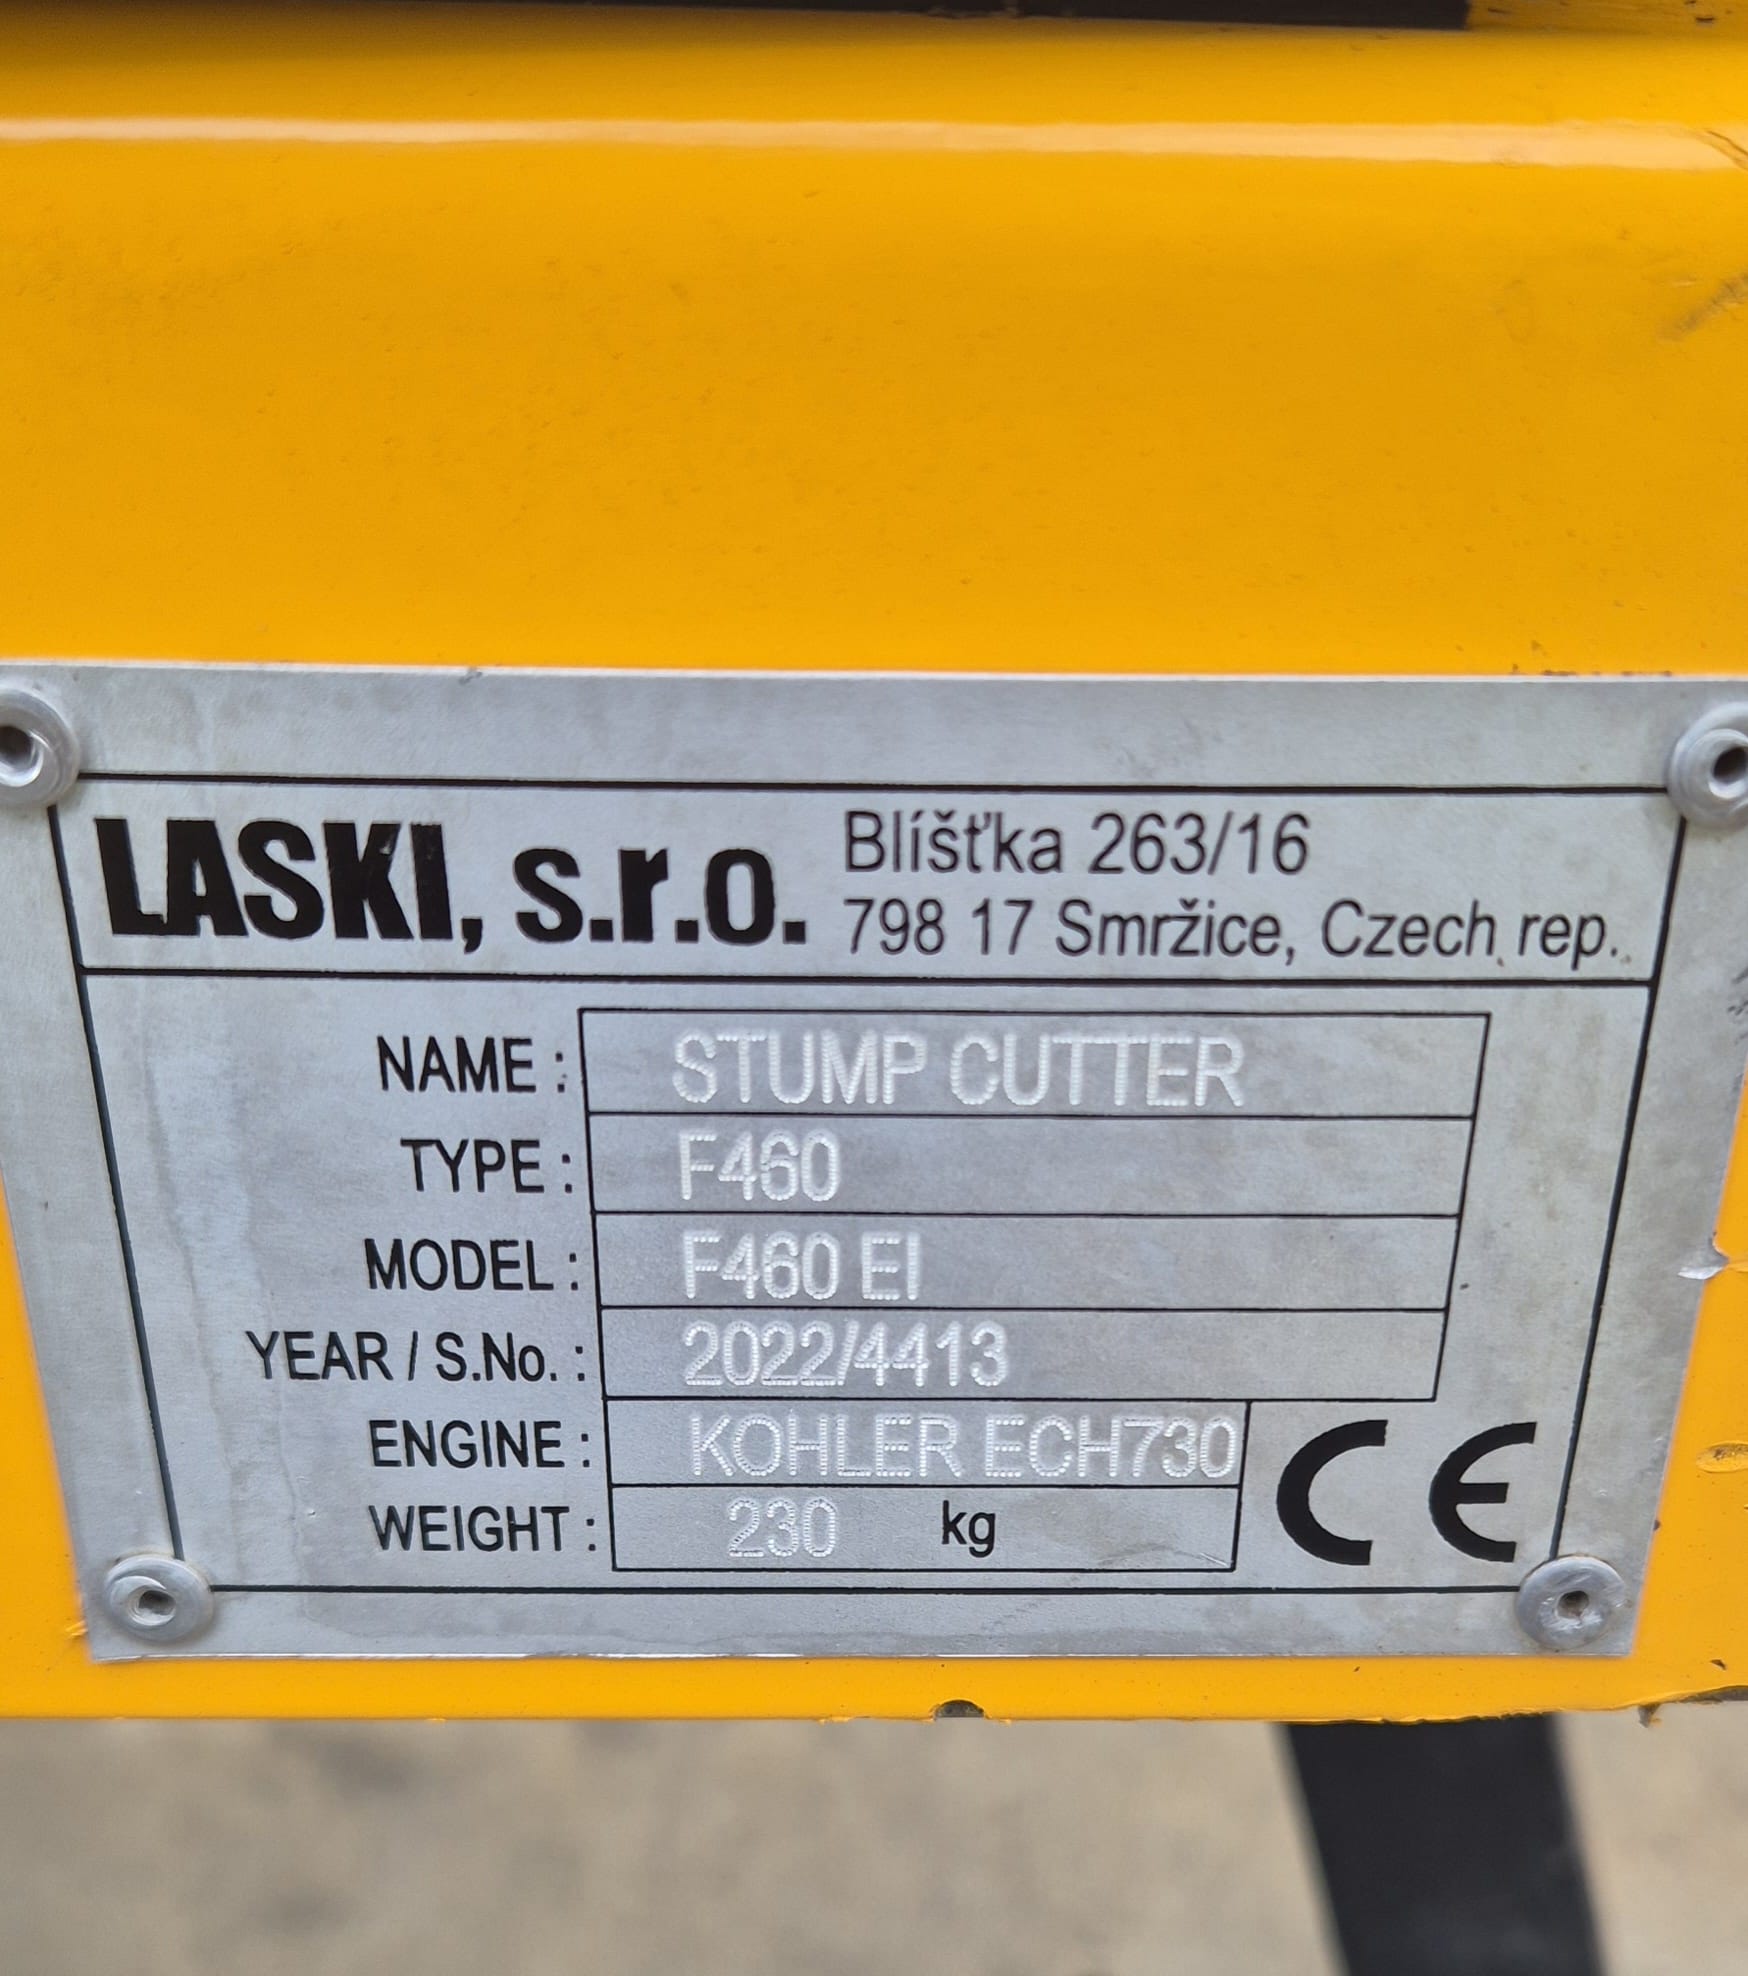 LASKI, s.r.o.
Blíšťka 263/16
798 17 Smržice, Czech rep.
NAME : STUMP CUTTER
TYPE : F460
MODEL : F460 EI
YEAR / S.No. : 2022/4413
ENGINE : KOHLER ECH730
WEIGHT : 230 kg
CE